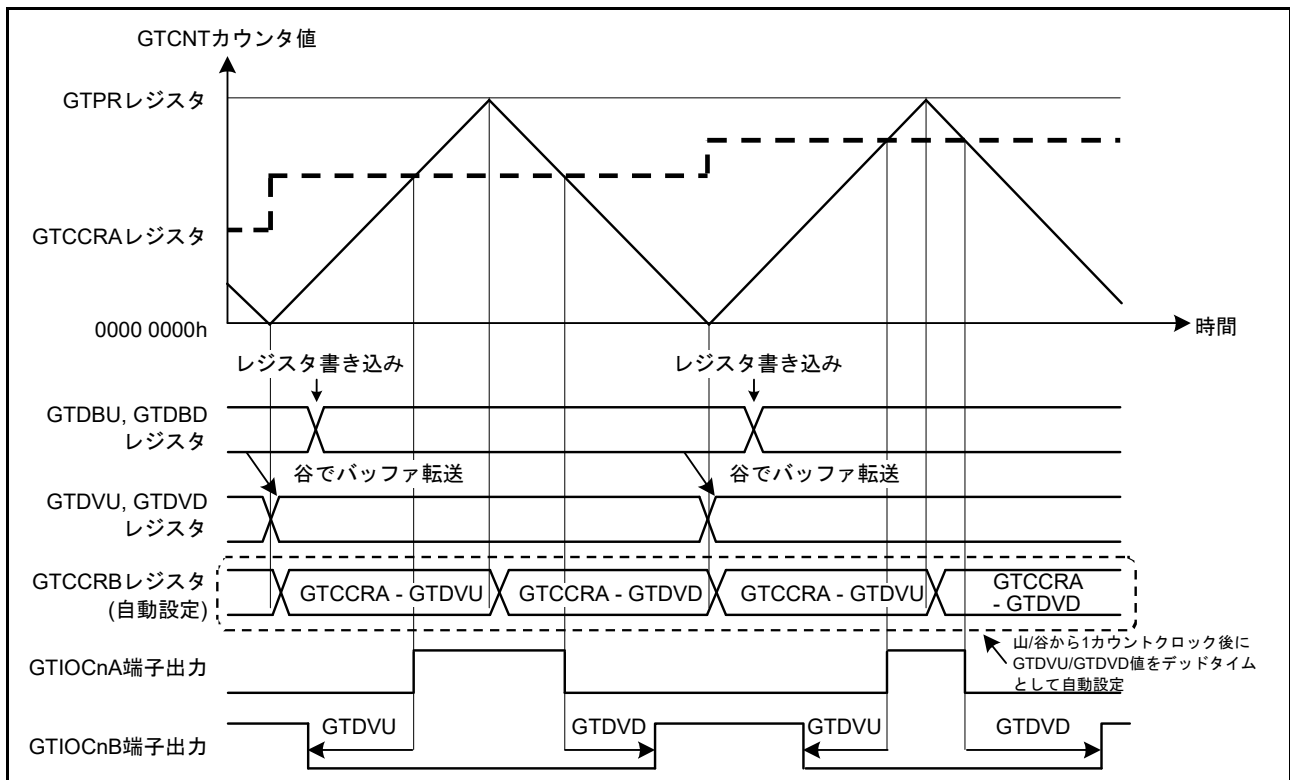 GTCNTカウンタ値
GTPRレジスタ
GTCCRAレジスタ
0000 0000h
時間
レジスタ書き込み
レジスタ書き込み
GTDBU, GTDBD
レジスタ
谷でバッファ転送
谷でバッファ転送
GTDVU, GTDVD
レジスタ
GTCCRBレジスタ
(自動設定)
GTCCRA - GTDVU
GTCCRA - GTDVD
GTCCRA - GTDVU
GTCCRA
- GTDVD
山/谷から1カウントクロック後に
GTDVU/GTDVD値をデッドタイム
として自動設定
GTIOCnA端子出力
GTIOCnB端子出力
GTDVU
GTDVD
GTDVU
GTDVD